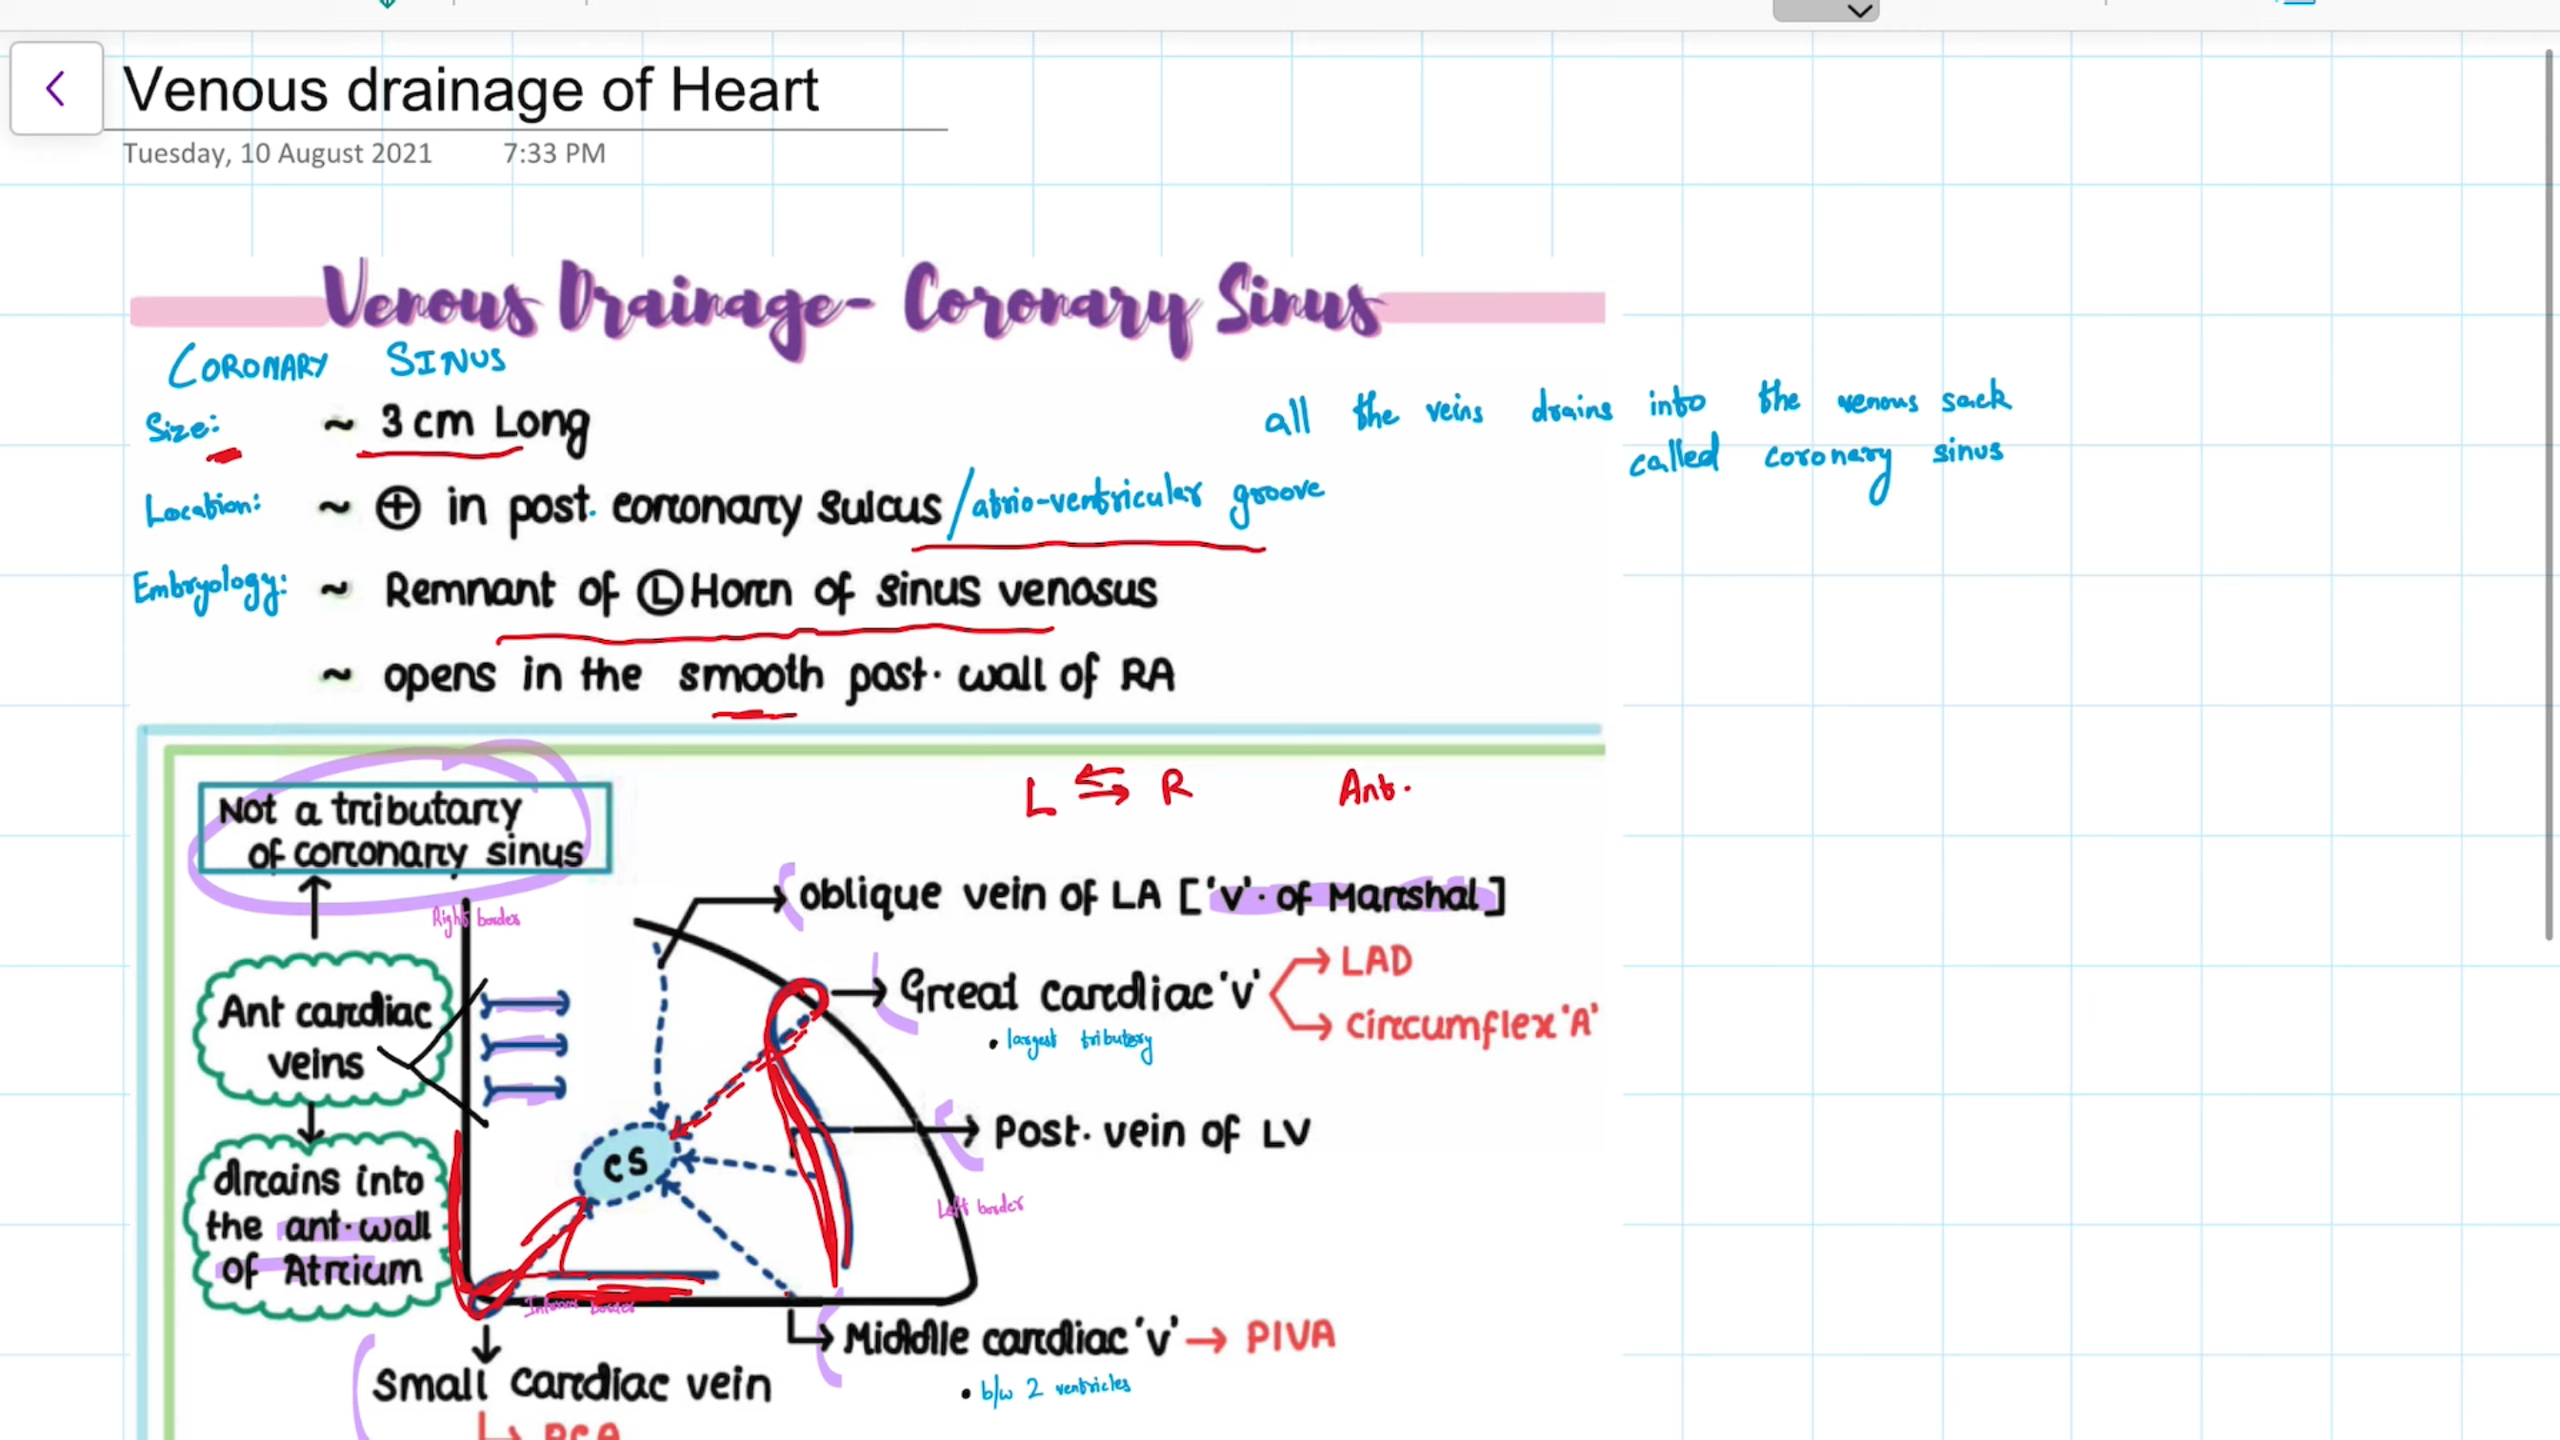 Venous drainage of Heart
Tuesday, 10 August 2021 7:33 PM
Venous Drainage- Coronary Sinus
CORONARY SINUS
Size: ~ 3 cm Long
all the veins drains into the venous sack
called coronary sinus
Location: ~ ⊕ in post. coronary sulcus / atrio-ventricular groove
Embryology: ~ Remnant of Ⓛ Horn of sinus venosus
~ opens in the smooth post. wall of RA
L ⇆ R Ant.
Not a tributary
of coronary sinus
Right border
oblique vein of LA ['v'. of Marshal]
Ant cardiac
veins
Great cardiac 'v'
LAD
Circumflex 'A'
• largest tributary
Post. vein of LV
CS
drains into
the ant. wall
of Atrium
Left border
Inferior border
Middle cardiac 'v' → PIVA
• b/w 2 ventricles
Small cardiac vein
RCA